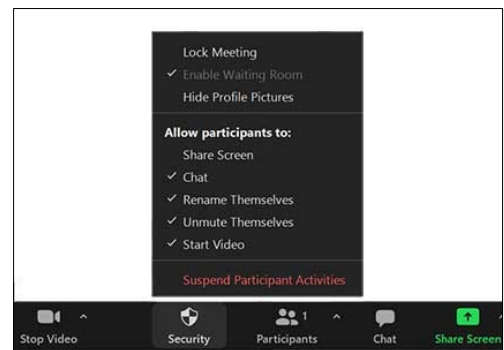 Lock Meeting
✓ Enable Waiting Room
Hide Profile Pictures
Allow participants to:
Share Screen
✓ Chat
✓ Rename Themselves
✓ Unmute Themselves
✓ Start Video
Suspend Participant Activities
1
Stop Video Security Participants Chat Share Screen